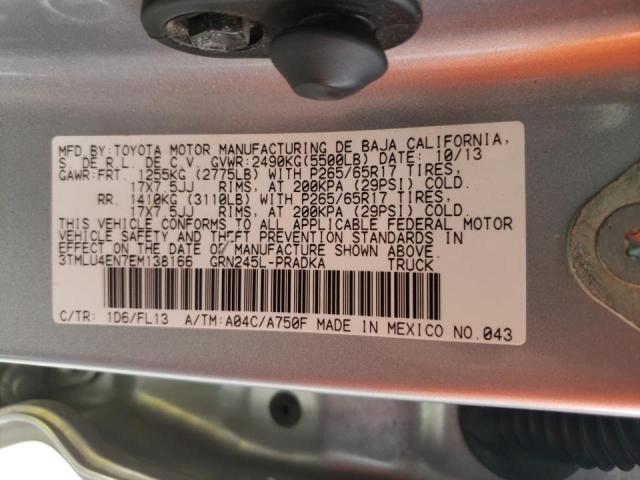 MFD BY:TOYOTA MOTOR MANUFACTURING DE BAJA CALIFORNIA,
S. DE R.L. DE C.V. GVWR:2490KG(5500LB) DATE: 10/13
GAWR:FRT. 1255KG (2775LB) WITH P265/65R17 TIRES,
17X7.5JJ RIMS, AT 200KPA (29PSI) COLD.
RR. 1410KG (3110LB) WITH P265/65R17 TIRES,
17X7.5JJ RIMS, AT 200KPA (29PSI) COLD.
THIS VEHICLE CONFORMS TO ALL APPLICABLE FEDERAL MOTOR
VEHICLE SAFETY AND THEFT PREVENTION STANDARDS IN
EFFECT ON THE DATE OF MANUFACTURE SHOWN ABOVE.
3TMLU4EN7EM138166 GRN245L-PRADKA TRUCK
C/TR: 1D6/FL13 A/TM:A04C/A750F MADE IN MEXICO NO.043